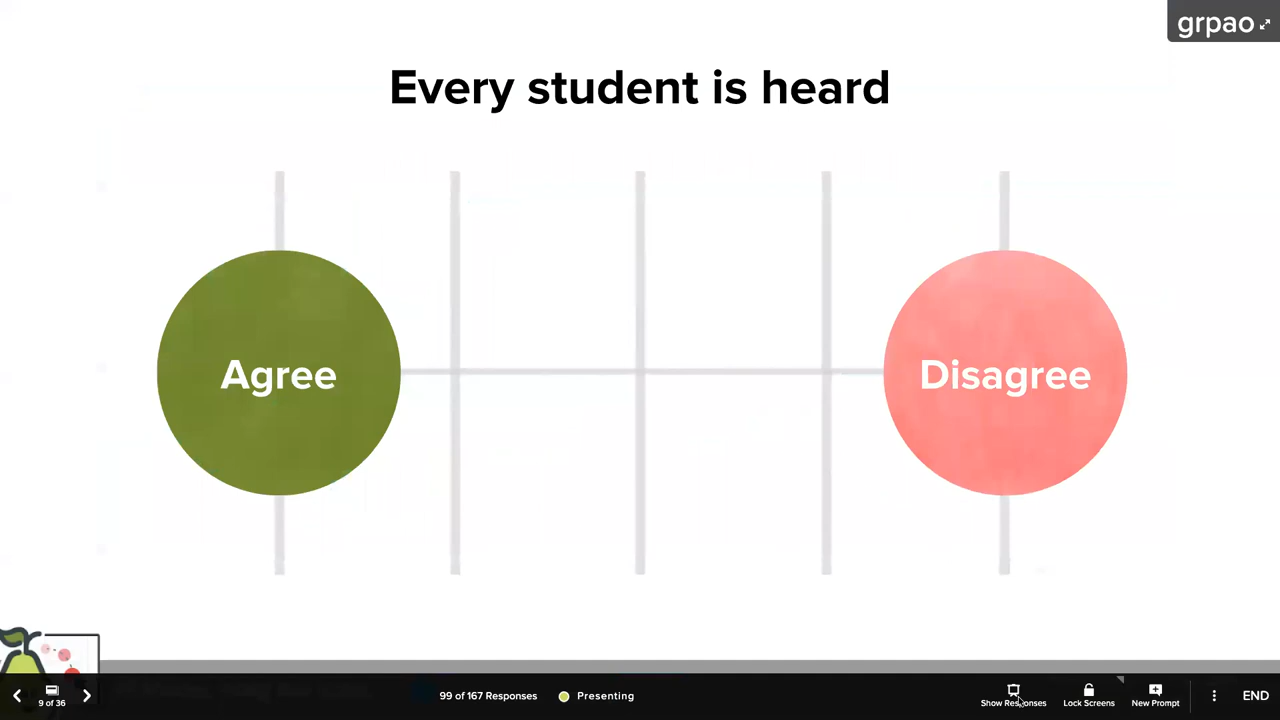 grpao
Every student is heard
Agree
Disagree
9 of 36
99 of 167 Responses
Presenting
Show Responses
Lock Screens
New Prompt
END